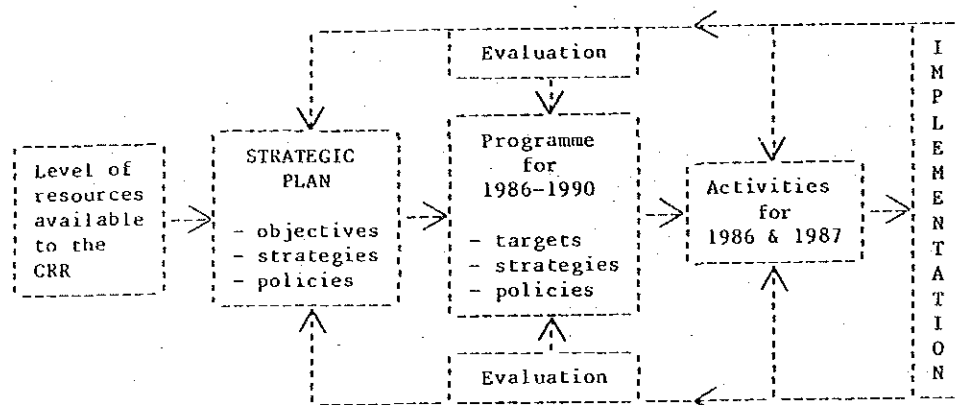 Evaluation
Level of
resources
available
to the
CRR
STRATEGIC
PLAN
- objectives
- strategies
- policies
Programme
for
1986-1990
- targets
- strategies
- policies
Activities
for
1986 & 1987
IMPLEMENTATION
Evaluation